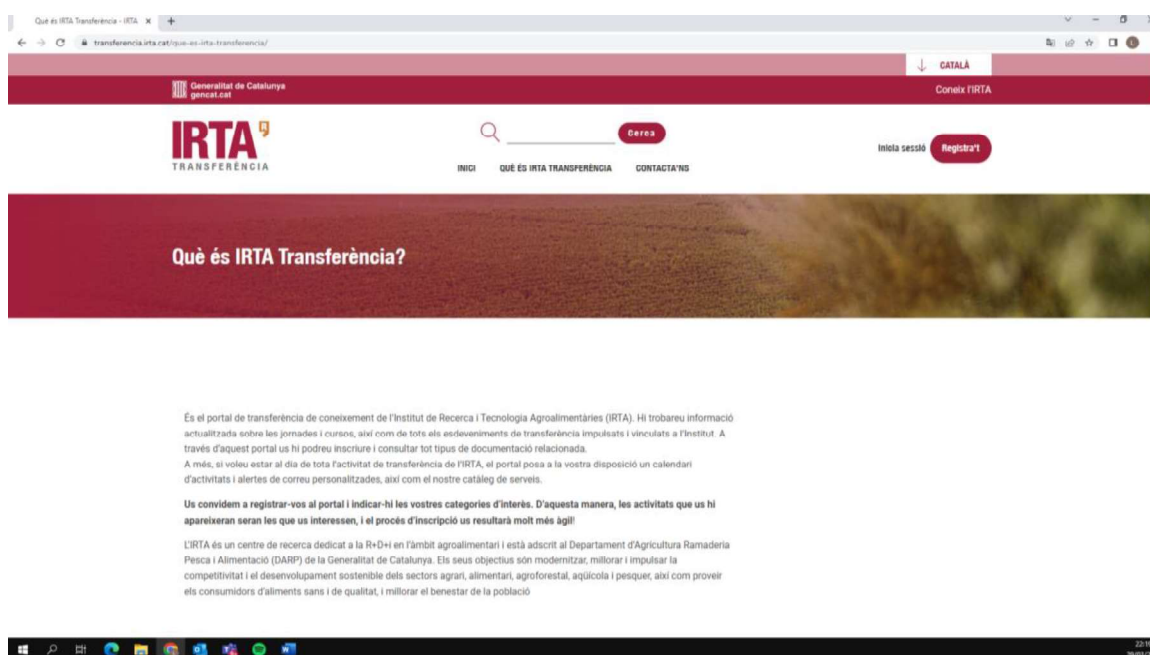 Què és IRTA Transferència - IRTA
transferencia.irta.cat/que-es-irta-transferencia/
CATALÀ
Generalitat de Catalunya
gencat.cat
Coneix l'IRTA
IRTA R
TRANSFERÈNCIA
Cerca
Inicia sessió Registra't
INICI QUÈ ÉS IRTA TRANSFERÈNCIA CONTACTA'NS
Què és IRTA Transferència?
És el portal de transferència de coneixement de l'Institut de Recerca i Tecnologia Agroalimentàries (IRTA). Hi trobareu informació
actualitzada sobre les jornades i cursos, així com de tots els esdeveniments de transferència impulsats i vinculats a l'Institut. A
través d'aquest portal us hi podreu inscriure i consultar tot tipus de documentació relacionada.
A més, si voleu estar al dia de tota l'activitat de transferència de l'IRTA, el portal posa a la vostra disposició un calendari
d'activitats i alertes de correu personalitzades, així com el nostre catàleg de serveis.
Us convidem a registrar-vos al portal i indicar-hi les vostres categories d'interès. D'aquesta manera, les activitats que us hi
apareixeran seran les que us interessen, i el procés d'inscripció us resultarà molt més àgil!
L'IRTA és un centre de recerca dedicat a la R+D+i en l'àmbit agroalimentari i està adscrit al Departament d'Agricultura Ramaderia
Pesca i Alimentació (DARP) de la Generalitat de Catalunya. Els seus objectius són modernitzar, millorar i impulsar la
competitivitat i el desenvolupament sostenible dels sectors agrari, alimentari, agroforestal, aqüícola i pesquer, així com proveir
els consumidors d'aliments sans i de qualitat, i millorar el benestar de la població